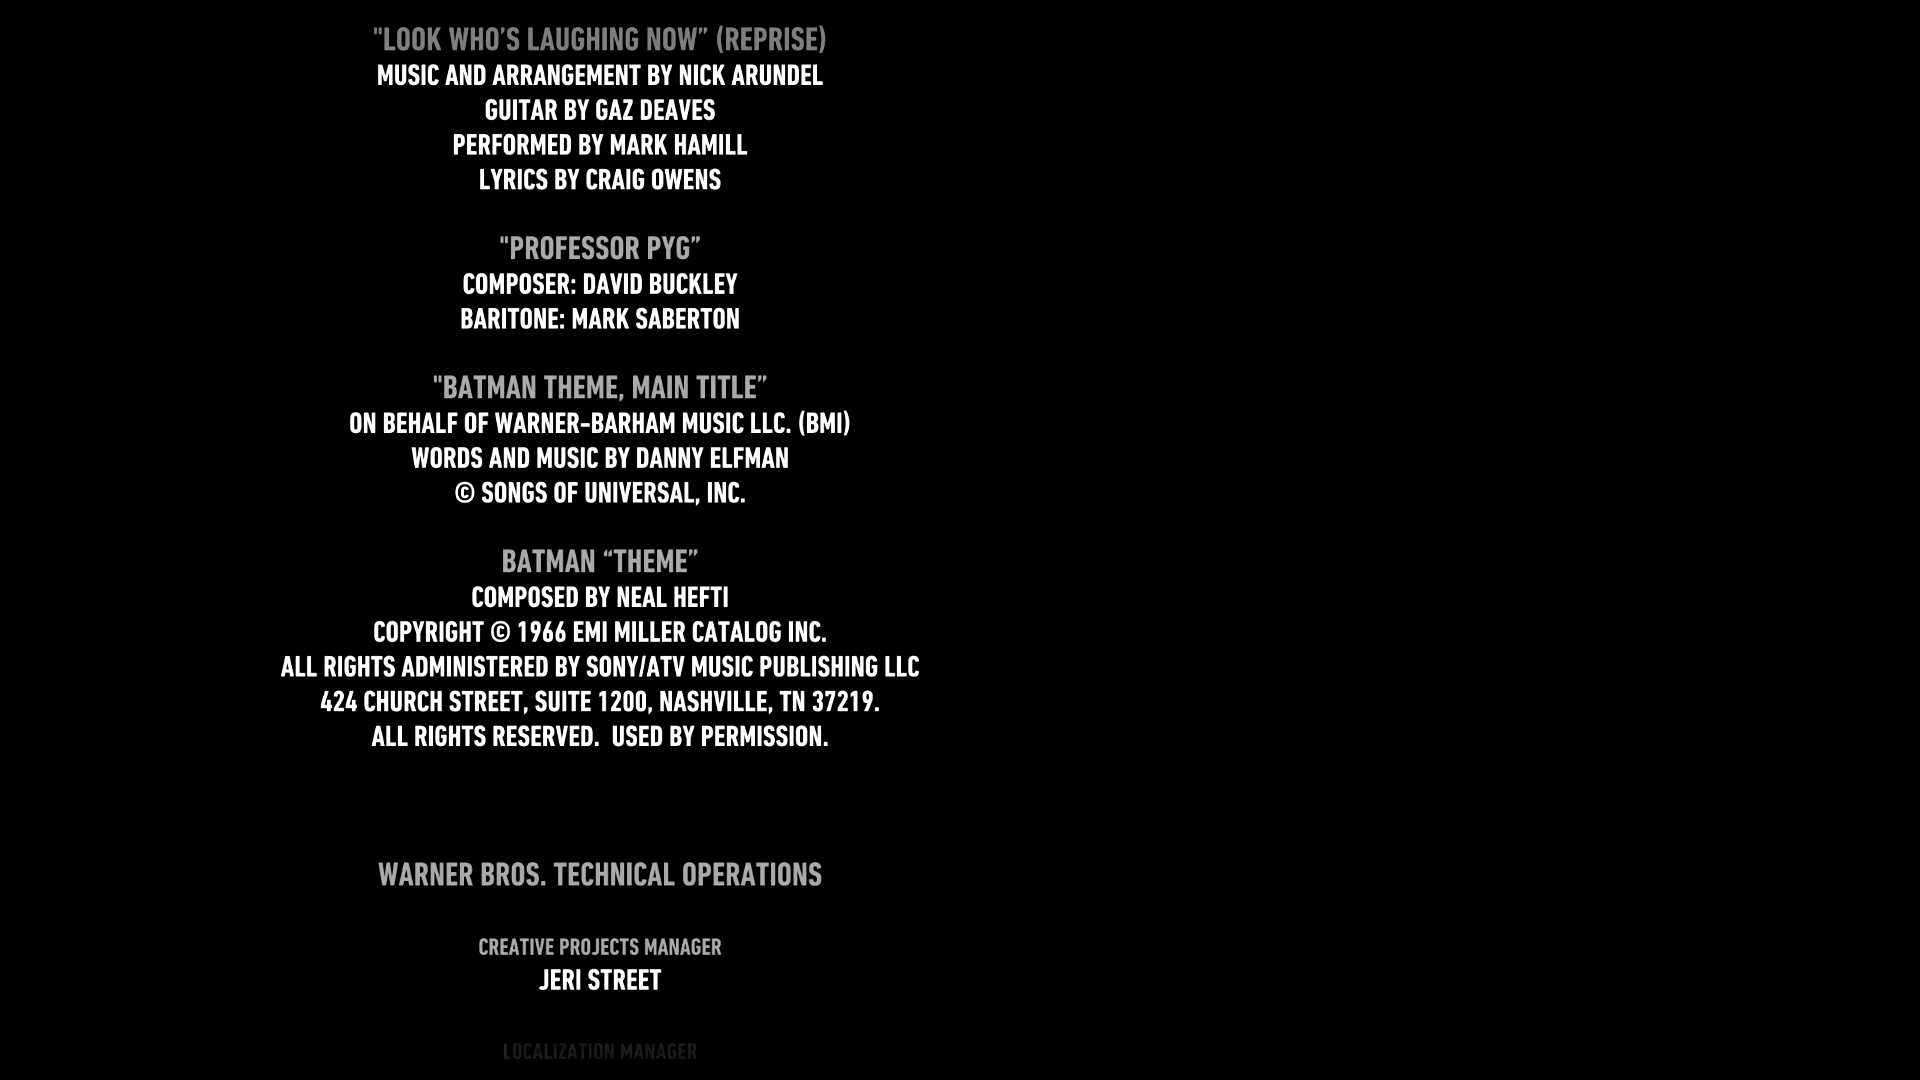 "LOOK WHO’S LAUGHING NOW” (REPRISE)
MUSIC AND ARRANGEMENT BY NICK ARUNDEL
GUITAR BY GAZ DEAVES
PERFORMED BY MARK HAMILL
LYRICS BY CRAIG OWENS
"PROFESSOR PYG”
COMPOSER: DAVID BUCKLEY
BARITONE: MARK SABERTON
"BATMAN THEME, MAIN TITLE”
ON BEHALF OF WARNER-BARHAM MUSIC LLC. (BMI)
WORDS AND MUSIC BY DANNY ELFMAN
© SONGS OF UNIVERSAL, INC.
BATMAN “THEME”
COMPOSED BY NEAL HEFTI
COPYRIGHT © 1966 EMI MILLER CATALOG INC.
ALL RIGHTS ADMINISTERED BY SONY/ATV MUSIC PUBLISHING LLC
424 CHURCH STREET, SUITE 1200, NASHVILLE, TN 37219.
ALL RIGHTS RESERVED.  USED BY PERMISSION.
WARNER BROS. TECHNICAL OPERATIONS
CREATIVE PROJECTS MANAGER
JERI STREET
LOCALIZATION MANAGER